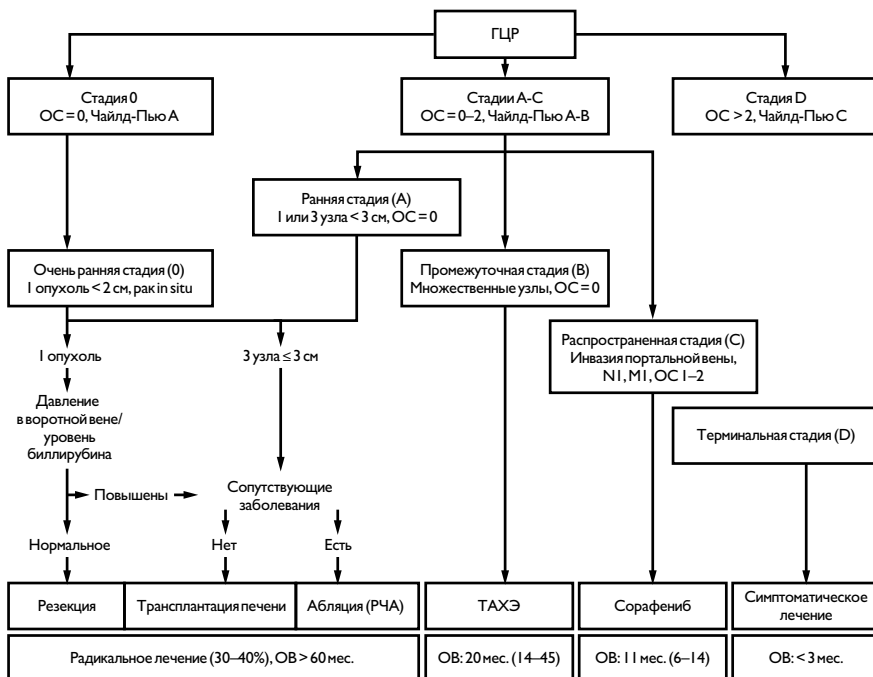 ГЦР
Стадия 0
ОС = 0, Чайлд-Пью А
Стадии А-С
ОС = 0–2, Чайлд-Пью А-В
Стадия D
ОС > 2, Чайлд-Пью С
Ранняя стадия (А)
1 или 3 узла < 3 см, ОС = 0
Очень ранняя стадия (0)
1 опухоль < 2 см, рак in situ
Промежуточная стадия (В)
Множественные узлы, ОС = 0
Распространенная стадия (С)
Инвазия портальной вены,
N1, M1, ОС 1–2
1 опухоль
3 узла ≤ 3 см
Давление
в воротной вене/
уровень
биллирубина
Терминальная стадия (D)
Повышены
Сопутствующие
заболевания
Нормальное
Нет
Есть
Резекция
Трансплантация печени
Абляция (РЧА)
ТАХЭ
Сорафениб
Симптоматическое
лечение
Радикальное лечение (30–40%), ОВ > 60 мес.
ОВ: 20 мес. (14–45)
ОВ: 11 мес. (6–14)
ОВ: < 3 мес.